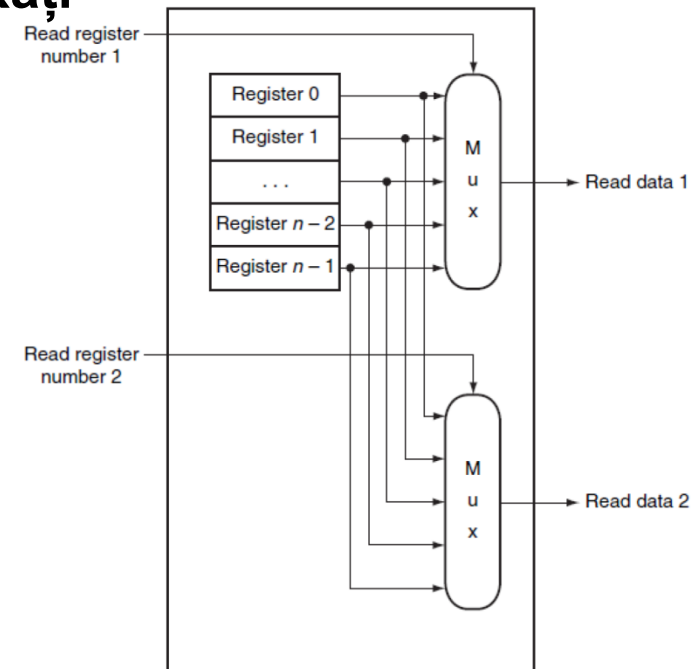 Read register
number 1
Register 0
Register 1
. . .
Register n – 2
Register n – 1
M
u
x
Read data 1
Read register
number 2
M
u
x
Read data 2